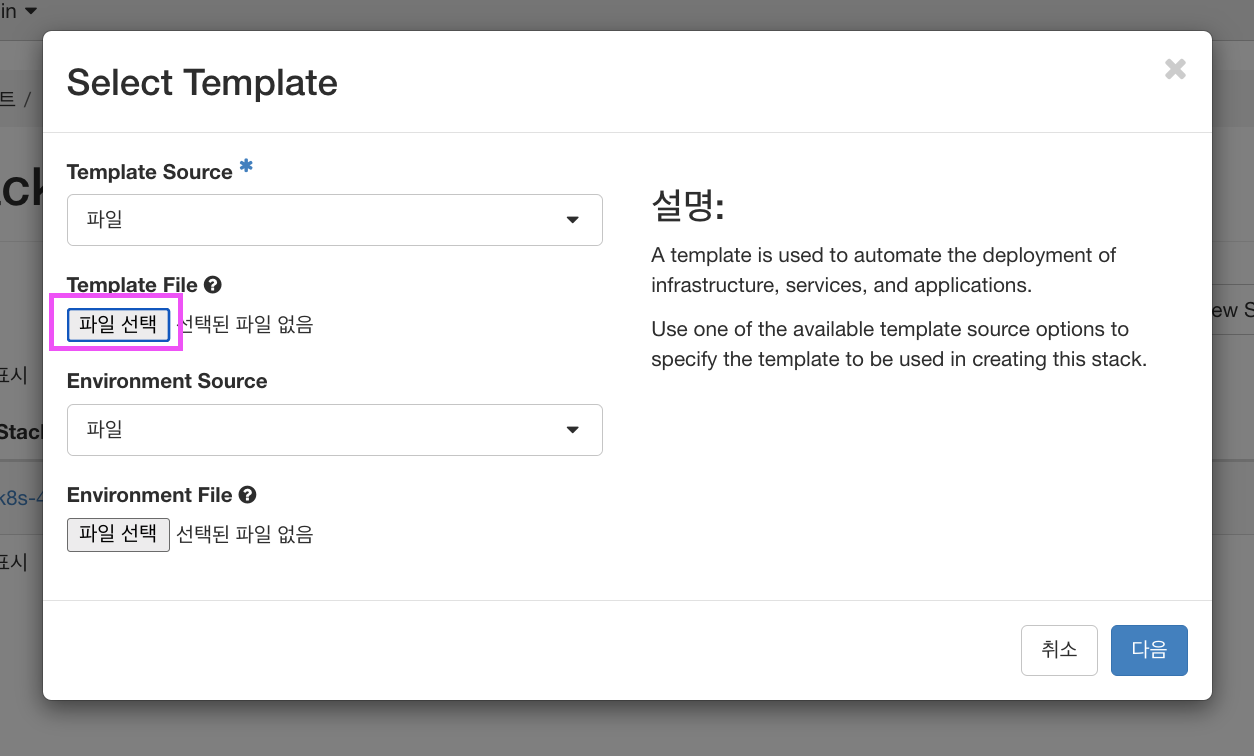 in
Select Template
트 /
Template Source *
파일
Template File ?
파일 선택 선택된 파일 없음
Environment Source
파일
Environment File ?
파일 선택 선택된 파일 없음
설명:
A template is used to automate the deployment of
infrastructure, services, and applications.
Use one of the available template source options to
specify the template to be used in creating this stack.
취소
다음
ack
ew S
표시
Stack
k8s-4
표시